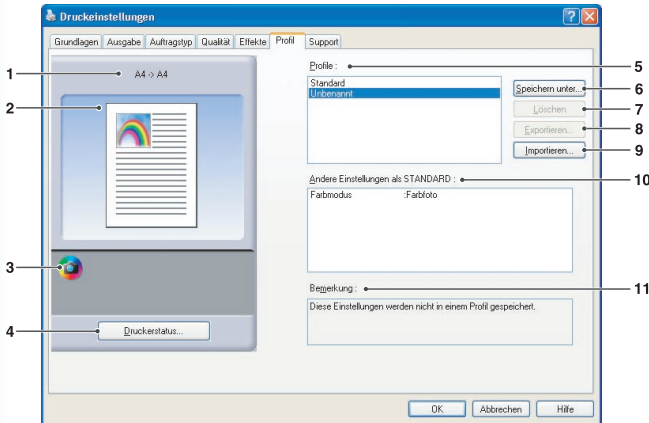 Druckeinstellungen
Grundlagen Ausgabe Auftragstyp Qualität Effekte Profil Support
1
A4 -> A4
2
3
4
Druckerstatus...
Profile :
5
Standard
Unbenannt
Speichern unter...
6
Löschen
7
Exportieren...
8
Importieren...
9
Andere Einstellungen als STANDARD :
10
Farbmodus :Farbfoto
Bemerkung :
11
Diese Einstellungen werden nicht in einem Profil gespeichert.
OK Abbrechen Hilfe